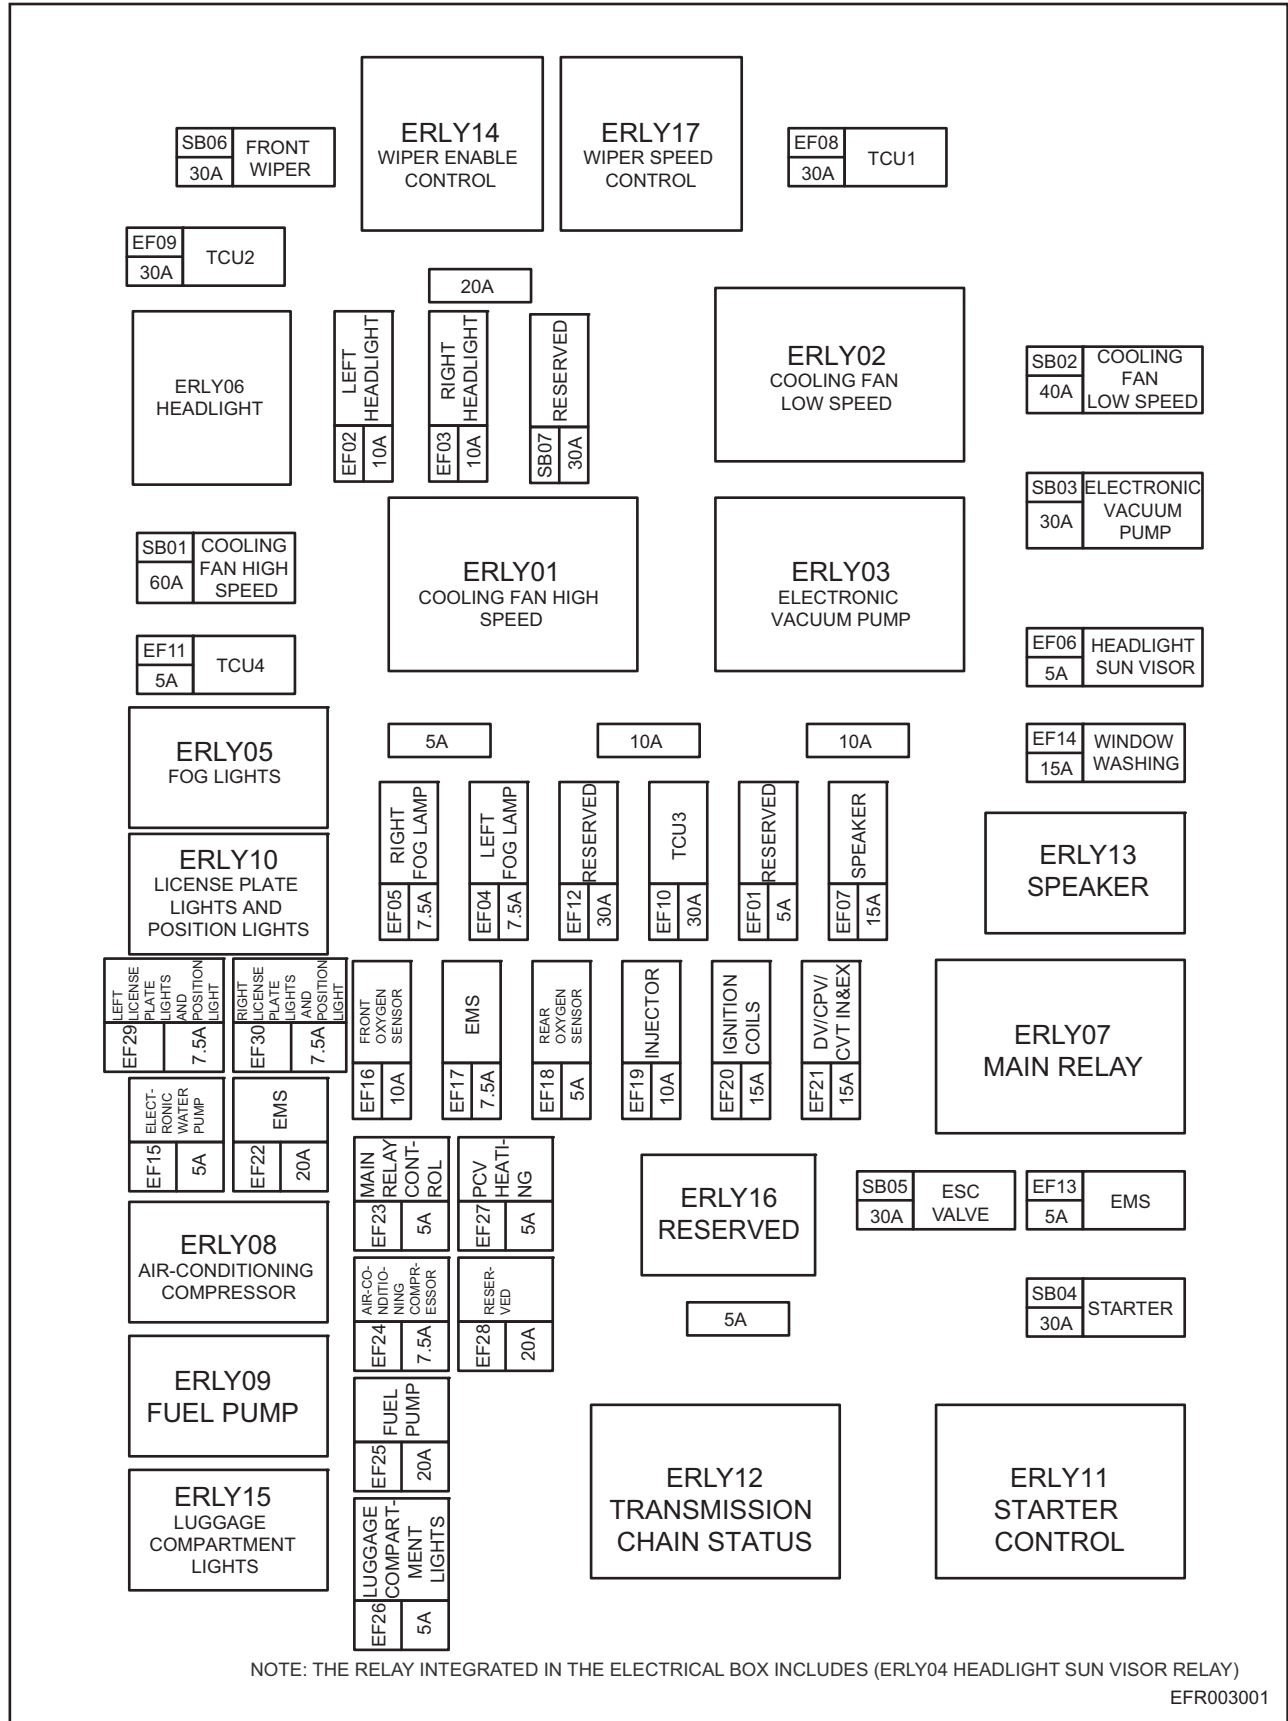 ERLY14
WIPER ENABLE
CONTROL
ERLY17
WIPER SPEED
CONTROL
SB06
30A
FRONT
WIPER
EF08
30A
TCU1
EF09
30A
TCU2
20A
ERLY06
HEADLIGHT
LEFT
HEADLIGHT
EF02
10A
RIGHT
HEADLIGHT
EF03
10A
RESERVED
SB07
30A
ERLY02
COOLING FAN
LOW SPEED
SB02
40A
COOLING
FAN
LOW SPEED
SB03
30A
ELECTRONIC
VACUUM
PUMP
SB01
60A
COOLING
FAN HIGH
SPEED
ERLY01
COOLING FAN HIGH
SPEED
ERLY03
ELECTRONIC
VACUUM PUMP
EF11
5A
TCU4
EF06
5A
HEADLIGHT
SUN VISOR
ERLY05
FOG LIGHTS
5A
10A
10A
EF14
15A
WINDOW
WASHING
RIGHT
FOG LAMP
EF05
7.5A
LEFT
FOG LAMP
EF04
7.5A
RESERVED
EF12
30A
TCU3
EF10
30A
RESERVED
EF01
5A
SPEAKER
EF07
15A
ERLY13
SPEAKER
ERLY10
LICENSE PLATE
LIGHTS AND
POSITION LIGHTS
LEFT
LICENSE
PLATE
LIGHTS
AND
POSITION
LIGHT
EF29
7.5A
RIGHT
LICENSE
PLATE
LIGHTS
AND
POSITION
LIGHT
EF30
7.5A
FRONT
OXYGEN
SENSOR
EF16
10A
EMS
EF17
7.5A
REAR
OXYGEN
SENSOR
EF18
5A
INJECTOR
EF19
10A
IGNITION
COILS
EF20
15A
DV/CPV/
CVT IN&EX
EF21
15A
ERLY07
MAIN RELAY
ELECT-
RONIC
WATER
PUMP
EF15
5A
EMS
EF22
20A
MAIN
RELAY
CONT-
ROL
EF23
5A
PCV
HEATI-
NG
EF27
5A
ERLY16
RESERVED
SB05
30A
ESC
VALVE
EF13
5A
EMS
ERLY08
AIR-CONDITIONING
COMPRESSOR
AIR-CO-
NDITIO-
NING
COMPR-
ESSOR
EF24
7.5A
RESER-
VED
EF28
20A
5A
SB04
30A
STARTER
ERLY09
FUEL PUMP
FUEL
PUMP
EF25
20A
ERLY12
TRANSMISSION
CHAIN STATUS
ERLY11
STARTER
CONTROL
ERLY15
LUGGAGE
COMPARTMENT
LIGHTS
LUGGAGE
COMPART-
MENT
LIGHTS
EF26
5A
NOTE: THE RELAY INTEGRATED IN THE ELECTRICAL BOX INCLUDES (ERLY04 HEADLIGHT SUN VISOR RELAY)
EFR003001